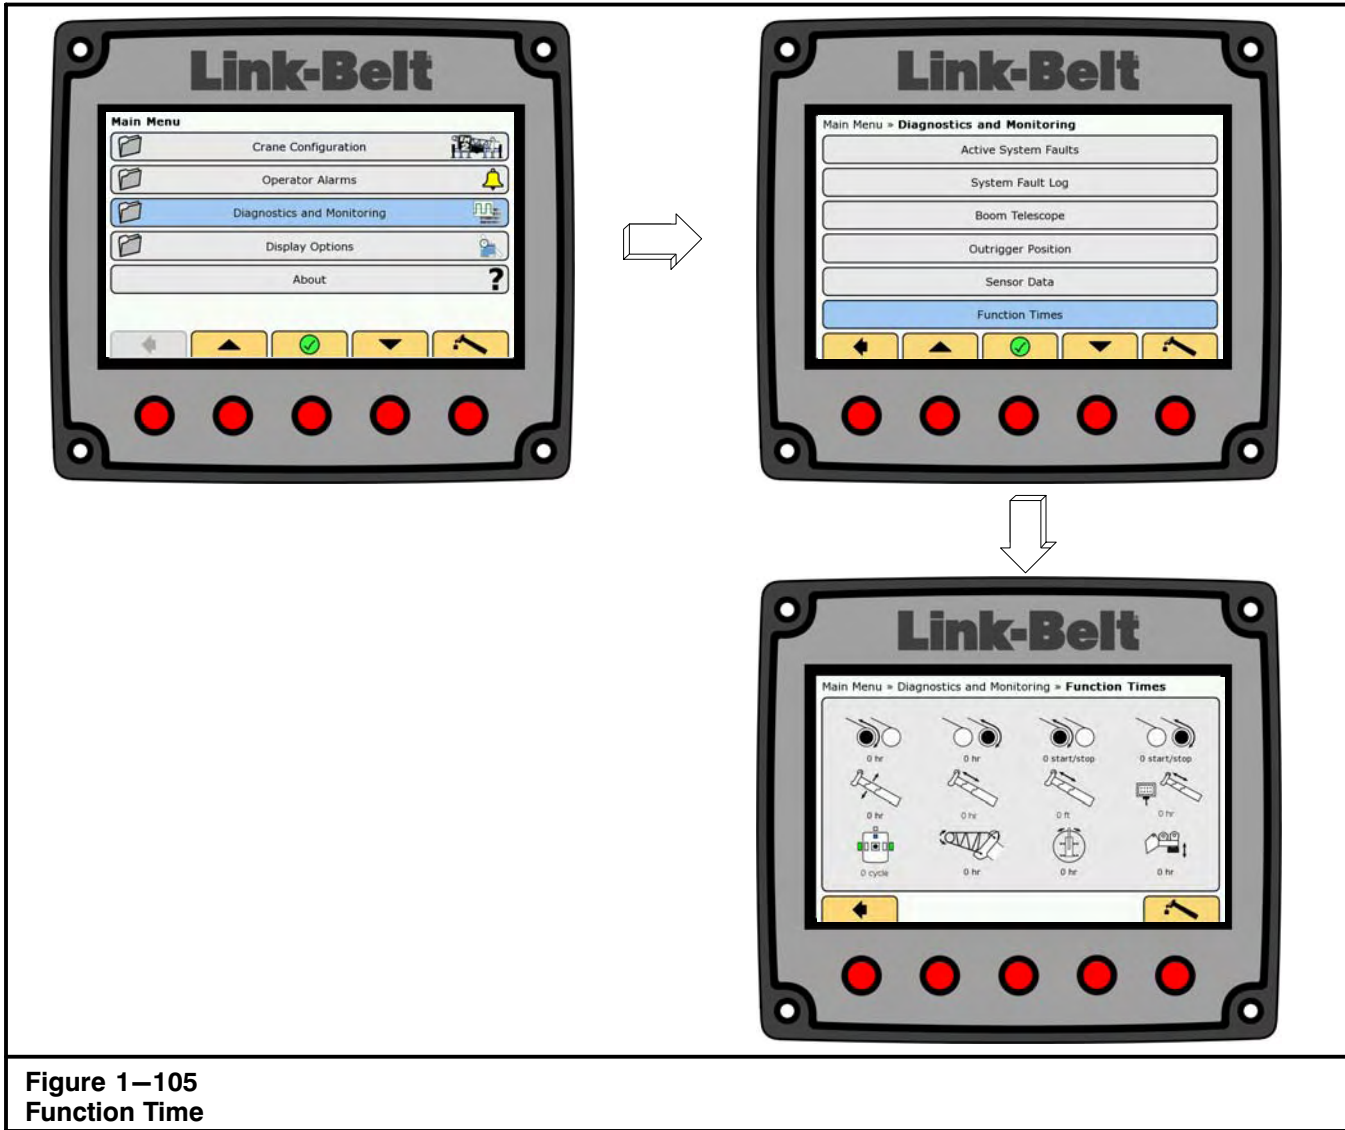 Link-Belt
Main Menu
Crane Configuration
Operator Alarms
Diagnostics and Monitoring
Display Options
About
?
Link-Belt
Main Menu » Diagnostics and Monitoring
Active System Faults
System Fault Log
Boom Telescope
Outrigger Position
Sensor Data
Function Times
Link-Belt
Main Menu » Diagnostics and Monitoring » Function Times
0 hr 0 hr 0 start/stop 0 start/stop
0 hr 0 hr 0 ft 0 hr
0 cycle 0 hr 0 hr 0 hr
Figure 1–105
Function Time